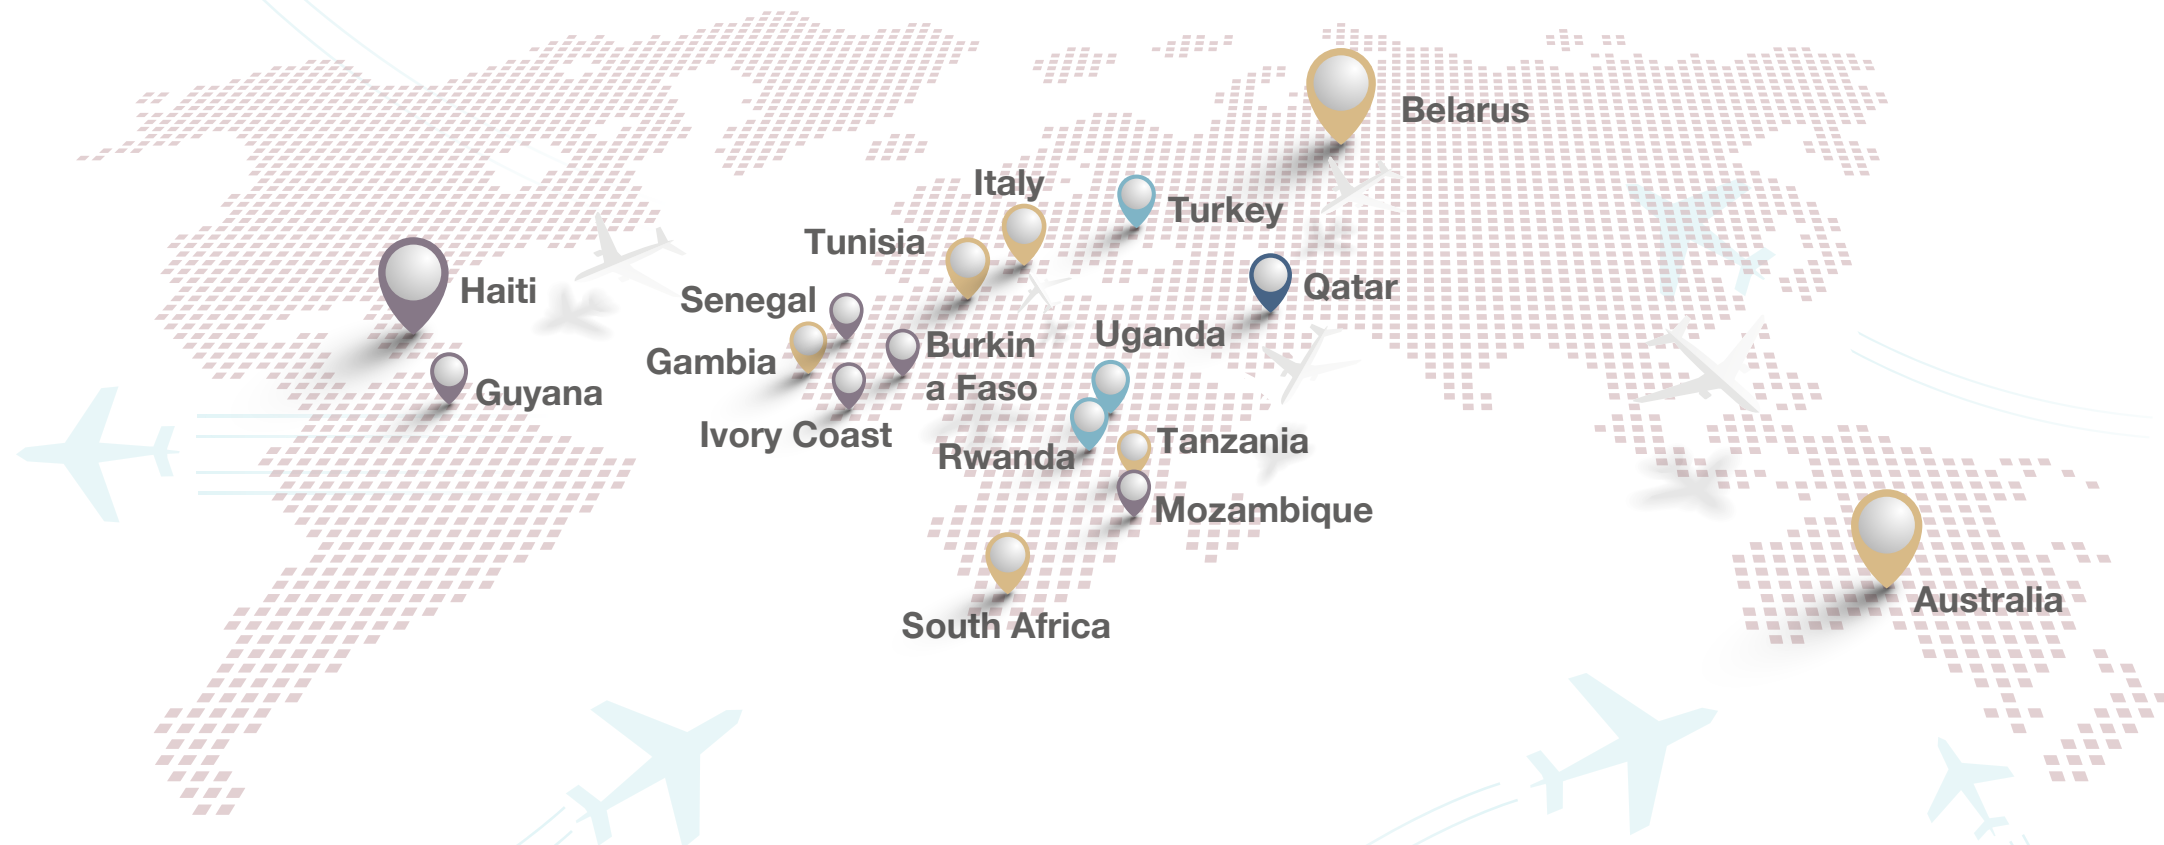 Belarus
Italy
Turkey
Tunisia
Haiti
Senegal
Qatar
Uganda
Burkin
a Faso
Gambia
Guyana
Ivory Coast
Rwanda
Tanzania
Mozambique
South Africa
Australia